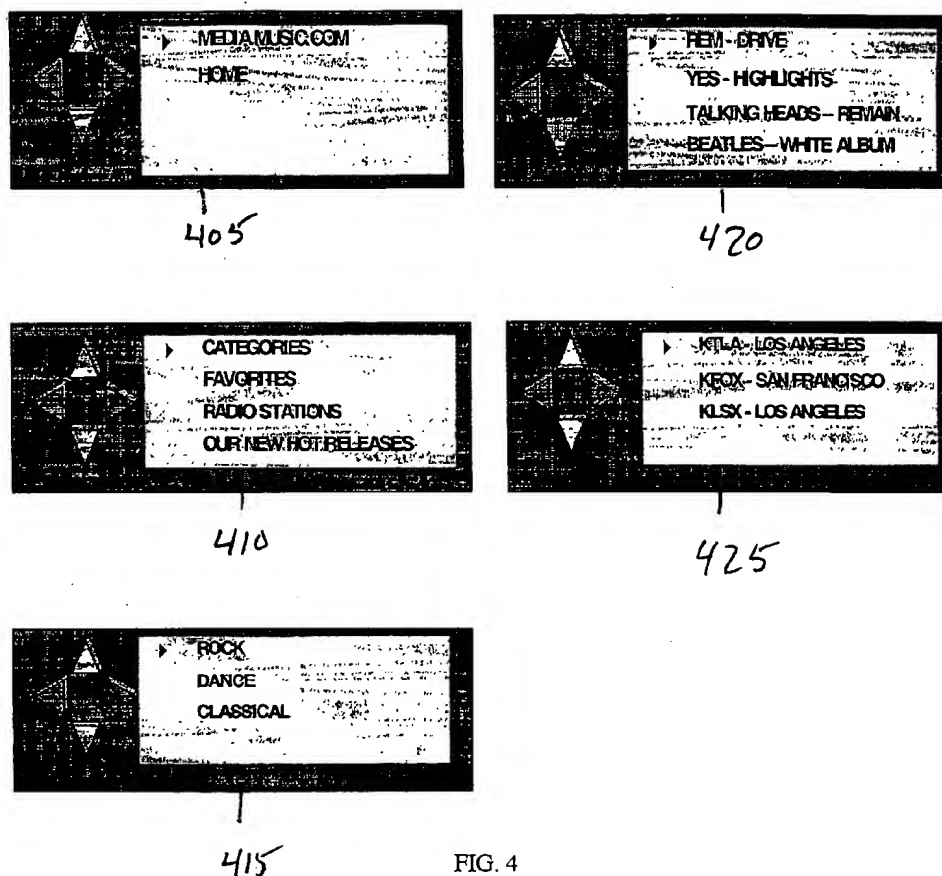 MEDIAMUSIC.COM
HOME
405
REM - DRIVE
YES - HIGHLIGHTS
TALKING HEADS - REMAIN...
BEATLES - WHITE ALBUM
420
CATEGORIES
FAVORITES
RADIO STATIONS
OUR NEW HOT RELEASES
410
KTLA - LOS ANGELES
KFOX - SAN FRANCISCO
KLSX - LOS ANGELES
425
ROCK
DANCE
CLASSICAL
415
FIG. 4